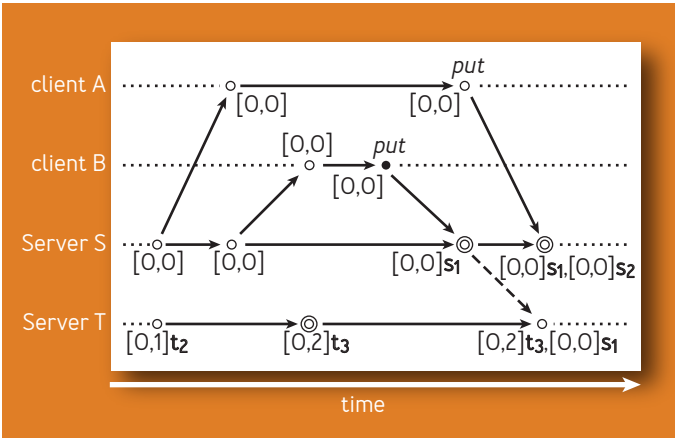 put
client A
[0,0]
[0,0]
[0,0]
put
client B
[0,0]
Server S
[0,0]
[0,0]
[0,0]s1
[0,0]s1,[0,0]s2
Server T
[0,1]t2
[0,2]t3
[0,2]t3,[0,0]s1
time